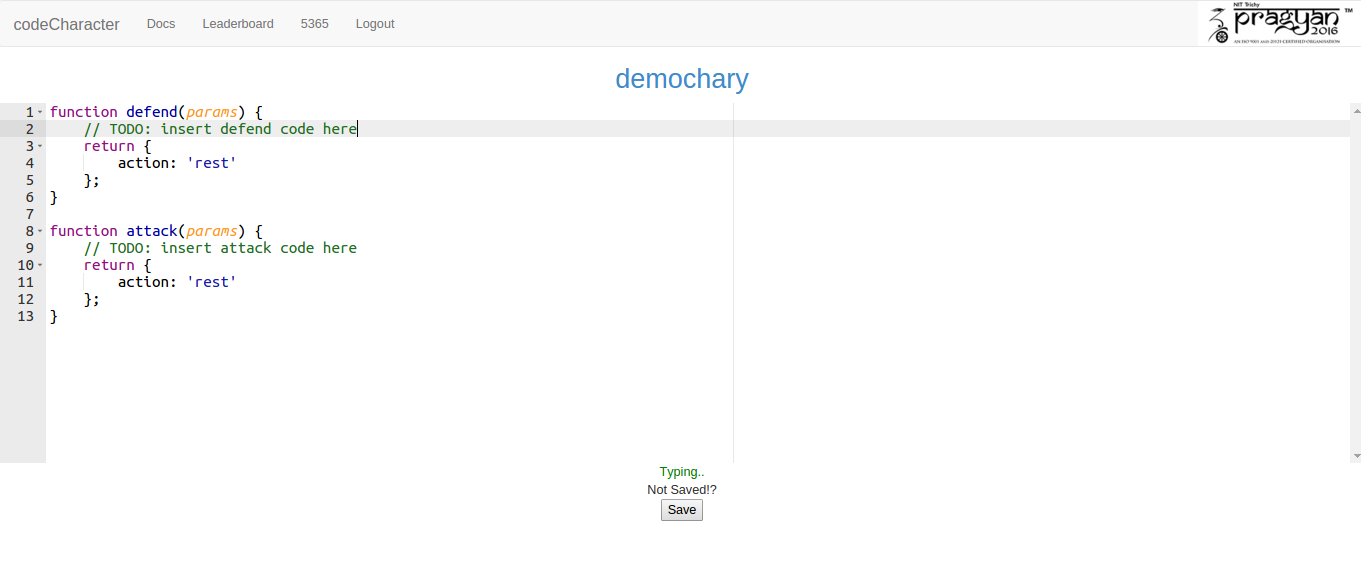 codeCharacter Docs Leaderboard 5365 Logout
NIT Trichy
pragyan TM
2016
AN ISO 9001 AND 20121 CERTIFIED ORGANISATION
demochary
1 function defend(params) {
2 // TODO: insert defend code here
3 return {
4 action: 'rest'
5 };
6 }
7
8 function attack(params) {
9 // TODO: insert attack code here
10 return {
11 action: 'rest'
12 };
13 }
Typing..
Not Saved!?
Save